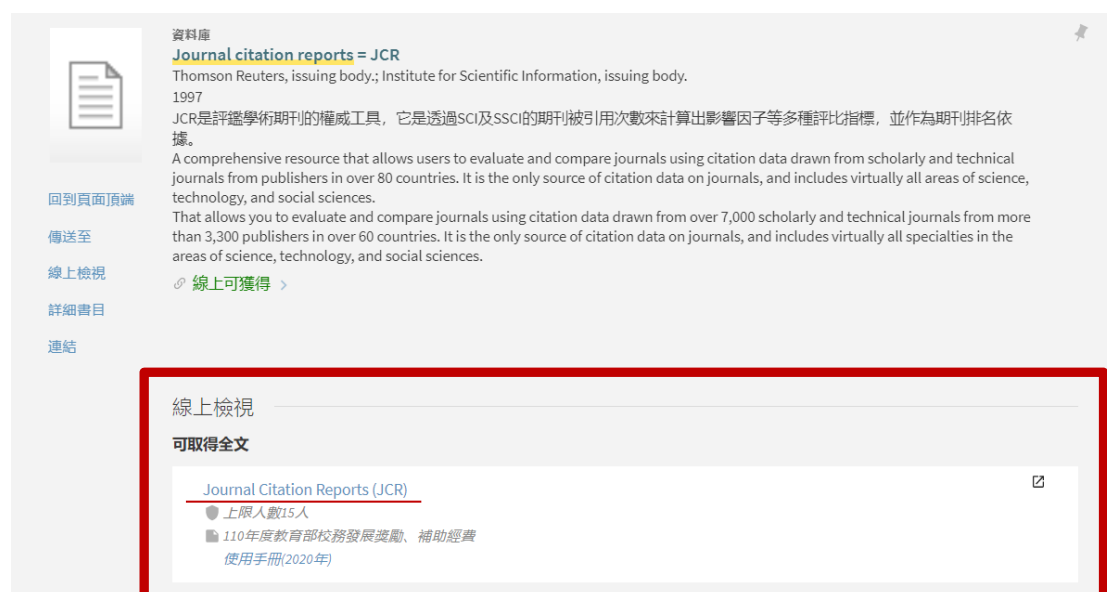 資料庫
Journal citation reports = JCR
Thomson Reuters, issuing body.; Institute for Scientific Information, issuing body.
1997
JCR是評鑑學術期刊的權威工具，它是透過SCI及SSCI的期刊被引用次數來計算出影響因子等多種評比指標，並作為期刊排名依
據。
A comprehensive resource that allows users to evaluate and compare journals using citation data drawn from scholarly and technical
journals from publishers in over 80 countries. It is the only source of citation data on journals, and includes virtually all areas of science,
technology, and social sciences.
That allows you to evaluate and compare journals using citation data drawn from over 7,000 scholarly and technical journals from more
than 3,300 publishers in over 60 countries. It is the only source of citation data on journals, and includes virtually all specialties in the
areas of science, technology, and social sciences.
線上可獲得
回到頁面頂端
傳送至
線上檢視
詳細書目
連結
線上檢視
可取得全文
Journal Citation Reports (JCR)
上限人數15人
110年度教育部校務發展獎勵、補助經費
使用手冊(2020年)